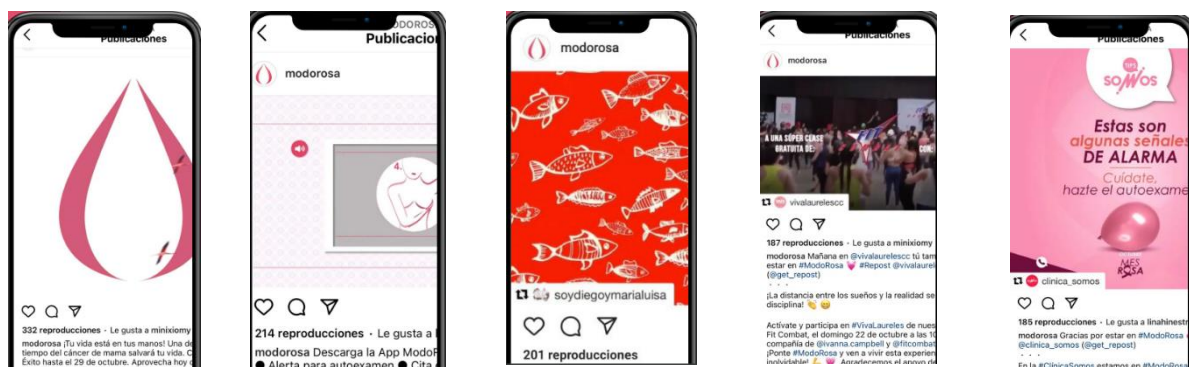 Publicaciones
332 reproducciones · Le gusta a minixiomy
modorosa ¡Tu vida está en tus manos! Una de
tiempo del cáncer de mama salvará tu vida. C
Éxito hasta el 29 de octubre. Aprovecha hoy
Publicacion
modorosa
4.
214 reproducciones · Le gusta a l
modorosa Descarga la App ModoR
Alerta para autoexamen ● Cita
modorosa
soydiegoymarialuisa
201 reproducciones
Publicaciones
modorosa
A UNA SÚPER CLASE
GRATUITA DE:
FIT
CON:
vivalaurelescc
187 reproducciones · Le gusta a minixiomy
modorosa Mañana en @vivalaurelescc tú tam
estar en #ModoRosa #Repost @vivalaurel
(@get_repost)
・・・
¡La distancia entre los sueños y la realidad se
disciplina!
Actívate y participa en #VivaLaureles de nues
Fit Combat, el domingo 22 de octubre a las 10
compañía de @ivanna.campbell y @fitcombat
¡Ponte #ModoRosa y ven a vivir esta experien
inolvidable! Agradecemos el apoyo de
Publicaciones
SOMOS
Estas son
algunas señales
DE ALARMA
Cuídate,
hazte el autoexame
MES
ROSA
clinica_somos
185 reproducciones · Le gusta a linahinestr
modorosa Gracias por estar en #ModoRosa
@clinica_somos (@get_repost)
・・・
En la #ClínicaSomos estamos en #ModoRosa